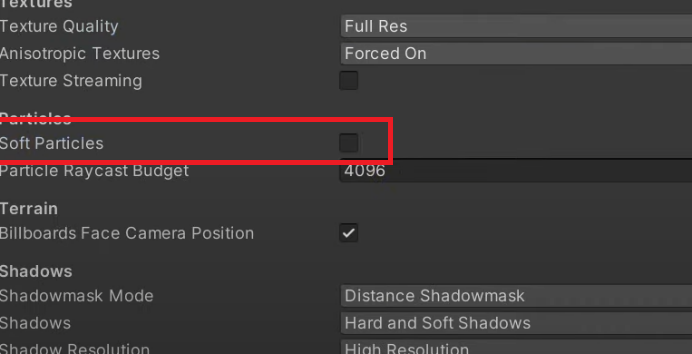 Textures
Texture Quality Full Res
Anisotropic Textures Forced On
Texture Streaming
Particles
Soft Particles
Particle Raycast Budget 4096
Terrain
Billboards Face Camera Position
Shadows
Shadowmask Mode Distance Shadowmask
Shadows Hard and Soft Shadows
Shadow Resolution High Resolution